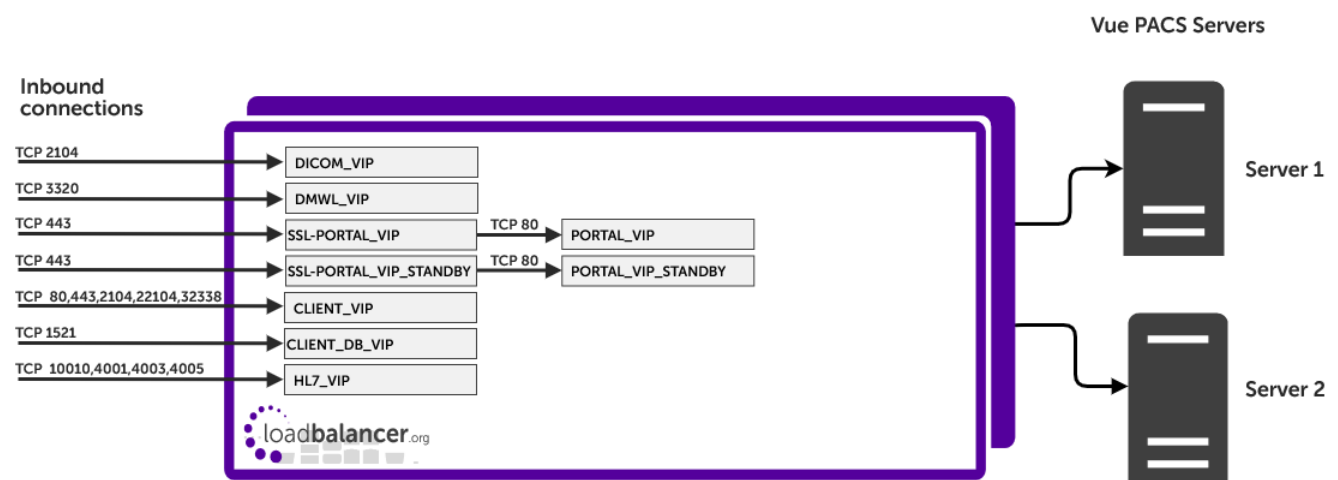 Vue PACS Servers
Inbound
connections
TCP 2104
DICOM_VIP
TCP 3320
DMWL_VIP
TCP 443
SSL-PORTAL_VIP
TCP 80
PORTAL_VIP
TCP 443
SSL-PORTAL_VIP_STANDBY
TCP 80
PORTAL_VIP_STANDBY
TCP 80,443,2104,22104,32338
CLIENT_VIP
TCP 1521
CLIENT_DB_VIP
TCP 10010,4001,4003,4005
HL7_VIP
loadbalancer.org
Server 1
Server 2